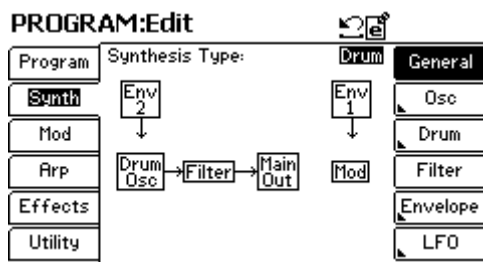 PROGRAM:Edit e
Program Synthesis Type: Drum General
Synth Env 2 Env 1 Osc
Mod Drum
Arp Drum Osc Filter Main Out Mod Filter
Effects Envelope
Utility LFO